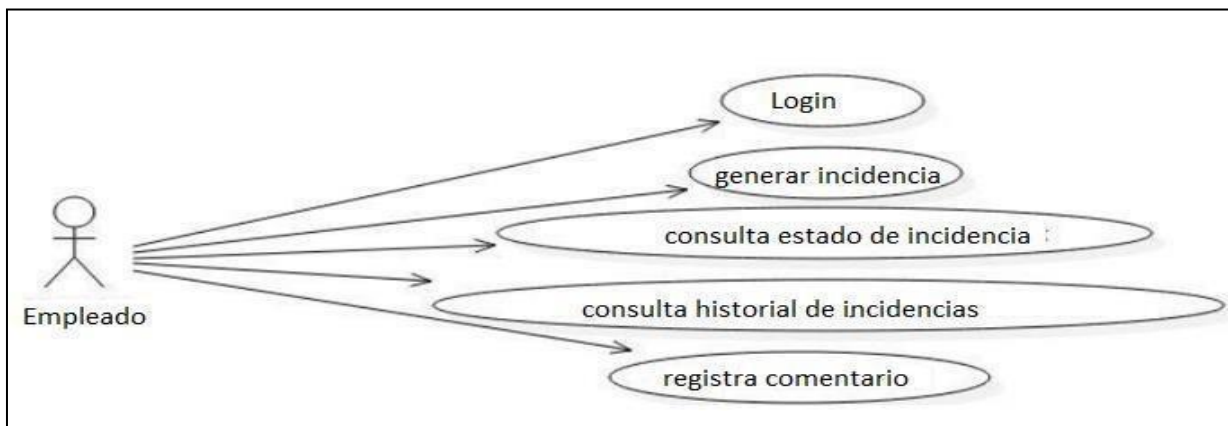 Login
generar incidencia
consulta estado de incidencia :
consulta historial de incidencias
registra comentario
Empleado